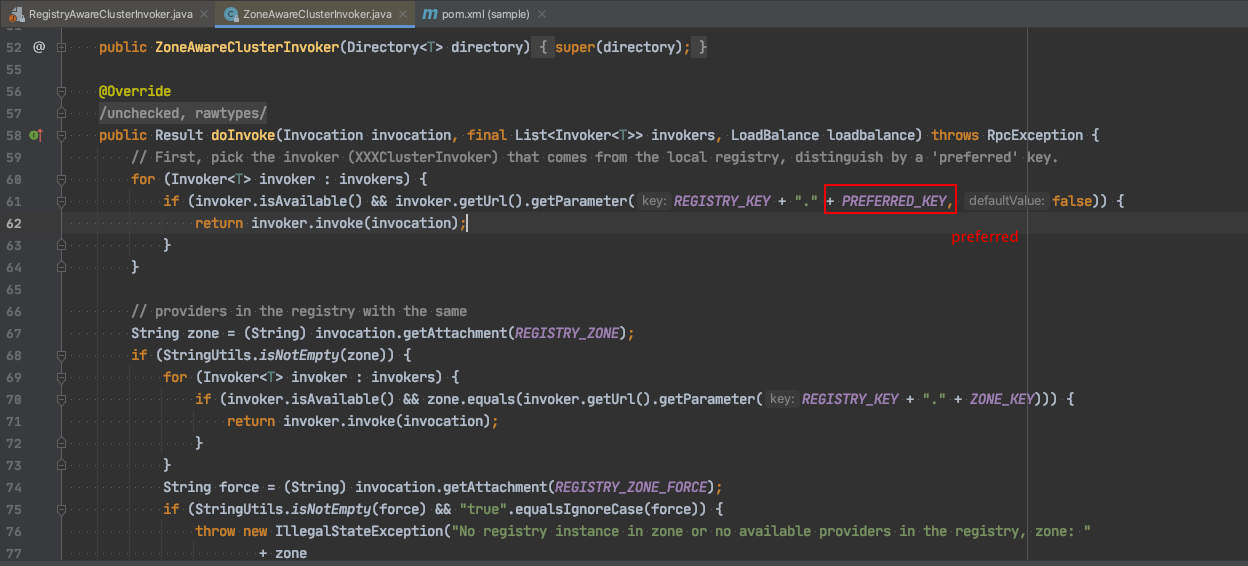 RegistryAwareClusterInvoker.java × ZoneAwareClusterInvoker.java × m pom.xml (sample) ×
52 @ public ZoneAwareClusterInvoker(Directory<T> directory) { super(directory); }
55
56 @Override
57 /unchecked, rawtypes/
58 public Result doInvoke(Invocation invocation, final List<Invoker<T>> invokers, LoadBalance loadbalance) throws RpcException {
59 // First, pick the invoker (XXXClusterInvoker) that comes from the local registry, distinguish by a 'preferred' key.
60 for (Invoker<T> invoker : invokers) {
61 if (invoker.isAvailable() && invoker.getUrl().getParameter( key: REGISTRY_KEY + "." + PREFERRED_KEY, defaultValue: false)) {
62 return invoker.invoke(invocation);
63 }
preferred
64 }
65
66 // providers in the registry with the same
67 String zone = (String) invocation.getAttachment(REGISTRY_ZONE);
68 if (StringUtils.isNotEmpty(zone)) {
69 for (Invoker<T> invoker : invokers) {
70 if (invoker.isAvailable() && zone.equals(invoker.getUrl().getParameter( key: REGISTRY_KEY + "." + ZONE_KEY))) {
71 return invoker.invoke(invocation);
72 }
73 }
74 String force = (String) invocation.getAttachment(REGISTRY_ZONE_FORCE);
75 if (StringUtils.isNotEmpty(force) && "true".equalsIgnoreCase(force)) {
76 throw new IllegalStateException("No registry instance in zone or no available providers in the registry, zone: "
77 + zone